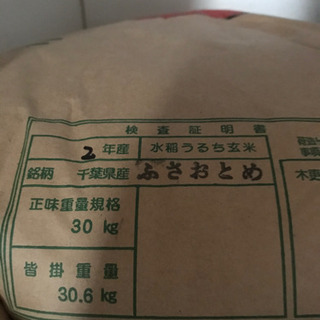 検査証明書
2年産 水稲うるち玄米
銘柄 千葉県産 ふさおとめ
正味重量規格
30 kg
皆掛重量
30.6 kg
木更